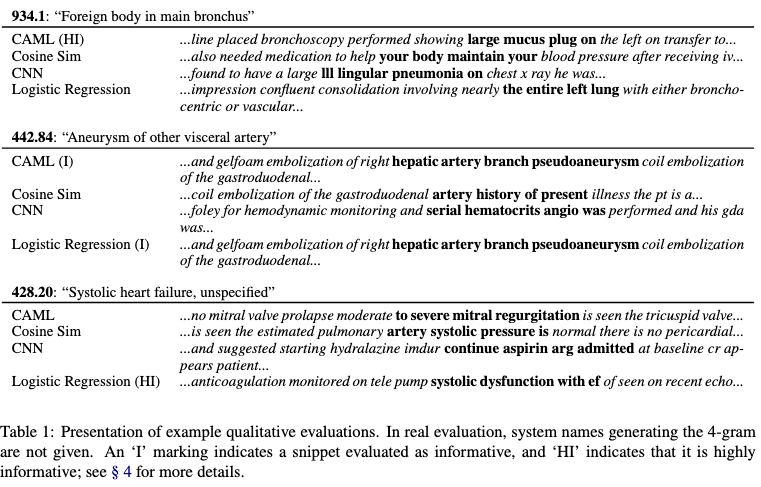 934.1: “Foreign body in main bronchus”
CAML (HI) ...line placed bronchoscopy performed showing large mucus plug on the left on transfer to...
Cosine Sim ...also needed medication to help your body maintain your blood pressure after receiving iv...
CNN ...found to have a large lll lingular pneumonia on chest x ray he was...
Logistic Regression ...impression confluent consolidation involving nearly the entire left lung with either broncho-
centric or vascular...
442.84: “Aneurysm of other visceral artery”
CAML (I) ...and gelfoam embolization of right hepatic artery branch pseudoaneurysm coil embolization
of the gastroduodenal...
Cosine Sim ...coil embolization of the gastroduodenal artery history of present illness the pt is a...
CNN ...foley for hemodynamic monitoring and serial hematocrits angio was performed and his gda
was...
Logistic Regression (I) ...and gelfoam embolization of right hepatic artery branch pseudoaneurysm coil embolization
of the gastroduodenal...
428.20: “Systolic heart failure, unspecified”
CAML ...no mitral valve prolapse moderate to severe mitral regurgitation is seen the tricuspid valve...
Cosine Sim ...is seen the estimated pulmonary artery systolic pressure is normal there is no pericardial...
CNN ...and suggested starting hydralazine imdur continue aspirin arg admitted at baseline cr ap-
pears patient...
Logistic Regression (HI) ...anticoagulation monitored on tele pump systolic dysfunction with ef of seen on recent echo...
Table 1: Presentation of example qualitative evaluations. In real evaluation, system names generating the 4-gram
are not given. An ‘I’ marking indicates a snippet evaluated as informative, and ‘HI’ indicates that it is highly
informative; see § 4 for more details.